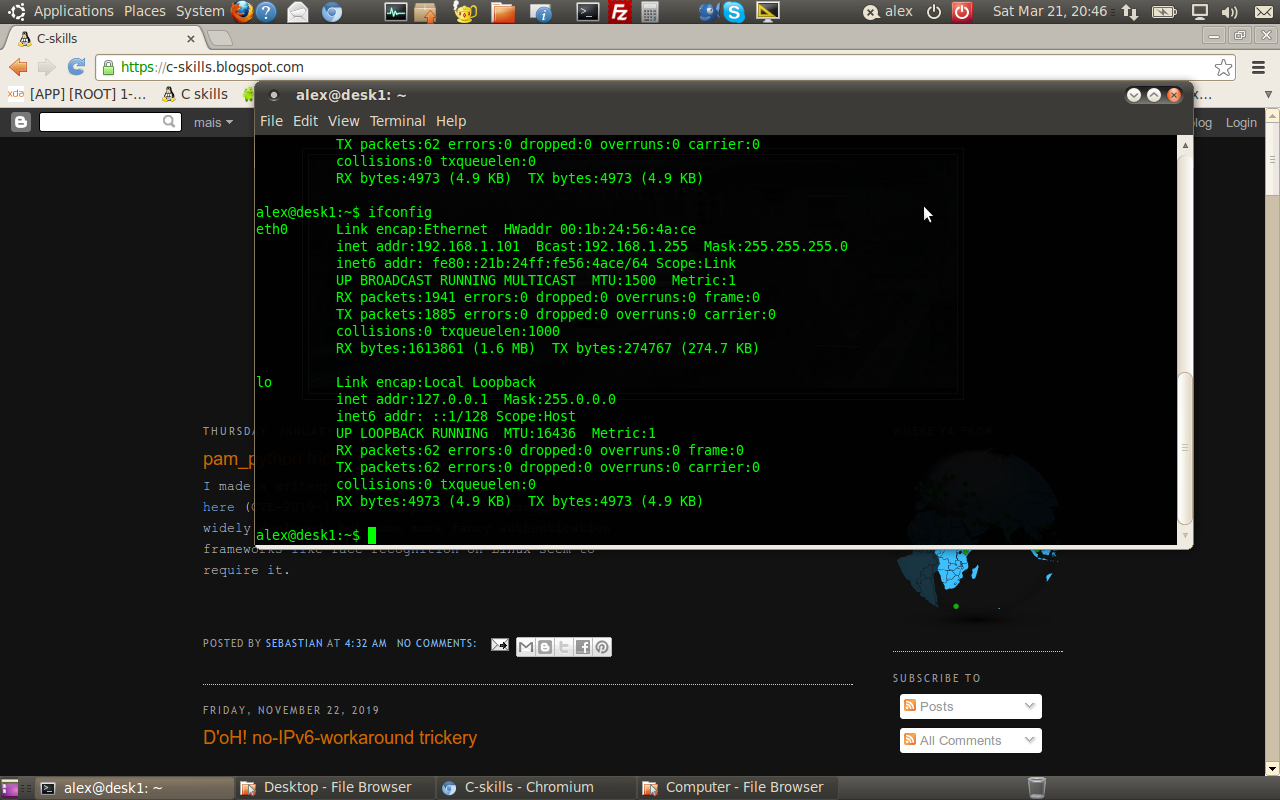 Applications Places System alex Sat Mar 21, 20:46
C-skills
https://c-skills.blogspot.com
xda [APP] [ROOT] 1-... C skills
alex@desk1: ~
File Edit View Terminal Help
mais
Login
TX packets:62 errors:0 dropped:0 overruns:0 carrier:0
collisions:0 txqueuelen:0
RX bytes:4973 (4.9 KB)  TX bytes:4973 (4.9 KB)
alex@desk1:~$ ifconfig
eth0      Link encap:Ethernet  HWaddr 00:1b:24:56:4a:ce
inet addr:192.168.1.101  Bcast:192.168.1.255  Mask:255.255.255.0
inet6 addr: fe80::21b:24ff:fe56:4ace/64 Scope:Link
UP BROADCAST RUNNING MULTICAST  MTU:1500  Metric:1
RX packets:1941 errors:0 dropped:0 overruns:0 frame:0
TX packets:1885 errors:0 dropped:0 overruns:0 carrier:0
collisions:0 txqueuelen:1000
RX bytes:1613861 (1.6 MB)  TX bytes:274767 (274.7 KB)
lo        Link encap:Local Loopback
inet addr:127.0.0.1  Mask:255.0.0.0
inet6 addr: ::1/128 Scope:Host
UP LOOPBACK RUNNING  MTU:16436  Metric:1
RX packets:62 errors:0 dropped:0 overruns:0 frame:0
TX packets:62 errors:0 dropped:0 overruns:0 carrier:0
collisions:0 txqueuelen:0
RX bytes:4973 (4.9 KB)  TX bytes:4973 (4.9 KB)
alex@desk1:~$
I made
here
widely
frameworks like face recognition on Linux seem to
require it.
POSTED BY SEBASTIAN AT 4:32 AM NO COMMENTS:
FRIDAY, NOVEMBER 22, 2019
D'oH! no-IPv6-workaround trickery
SUBSCRIBE TO
Posts
All Comments
alex@desk1: ~ Desktop - File Browser C-skills - Chromium Computer - File Browser